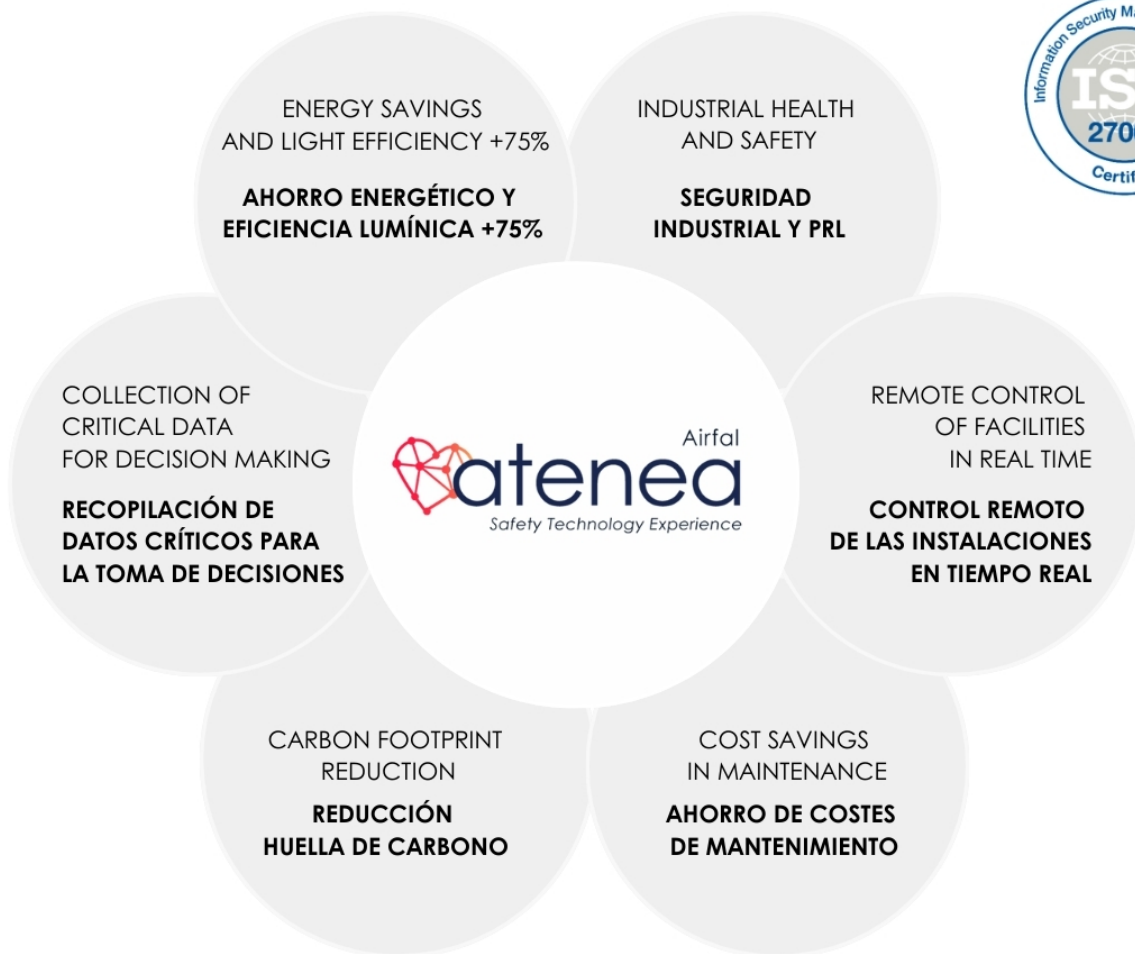 ENERGY SAVINGS
AND LIGHT EFFICIENCY +75%
AHORRO ENERGÉTICO Y
EFICIENCIA LUMÍNICA +75%
INDUSTRIAL HEALTH
AND SAFETY
SEGURIDAD
INDUSTRIAL Y PRL
Information Security
COLLECTION OF
CRITICAL DATA
FOR DECISION MAKING
RECOPILACIÓN DE
DATOS CRÍTICOS PARA
LA TOMA DE DECISIONES
Airfal
atenea
Safety Technology Experience
REMOTE CONTROL
OF FACILITIES
IN REAL TIME
CONTROL REMOTO
DE LAS INSTALACIONES
EN TIEMPO REAL
CARBON FOOTPRINT
REDUCTION
REDUCCIÓN
HUELLA DE CARBONO
COST SAVINGS
IN MAINTENANCE
AHORRO DE COSTES
DE MANTENIMIENTO